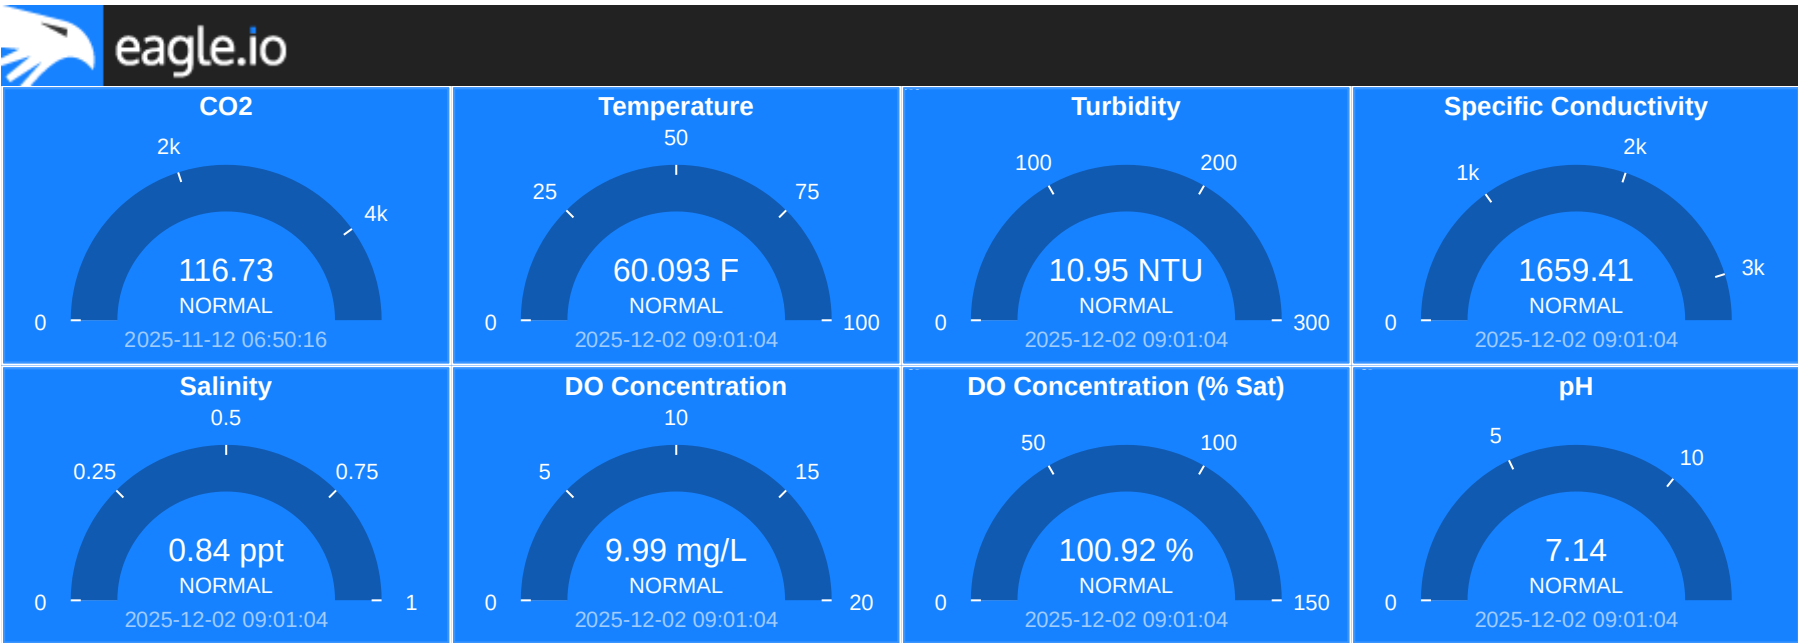 eagle.io
CO2
2k
4k
0
116.73
NORMAL
2025-11-12 06:50:16
Temperature
50
25
75
0
100
60.093 F
NORMAL
2025-12-02 09:01:04
Turbidity
100
200
0
300
10.95 NTU
NORMAL
2025-12-02 09:01:04
Specific Conductivity
2k
1k
3k
0
1659.41
NORMAL
2025-12-02 09:01:04
Salinity
0.5
0.25
0.75
0
1
0.84 ppt
NORMAL
2025-12-02 09:01:04
DO Concentration
10
5
15
0
20
9.99 mg/L
NORMAL
2025-12-02 09:01:04
DO Concentration (% Sat)
50
100
0
150
100.92 %
NORMAL
2025-12-02 09:01:04
pH
5
10
0
7.14
NORMAL
2025-12-02 09:01:04